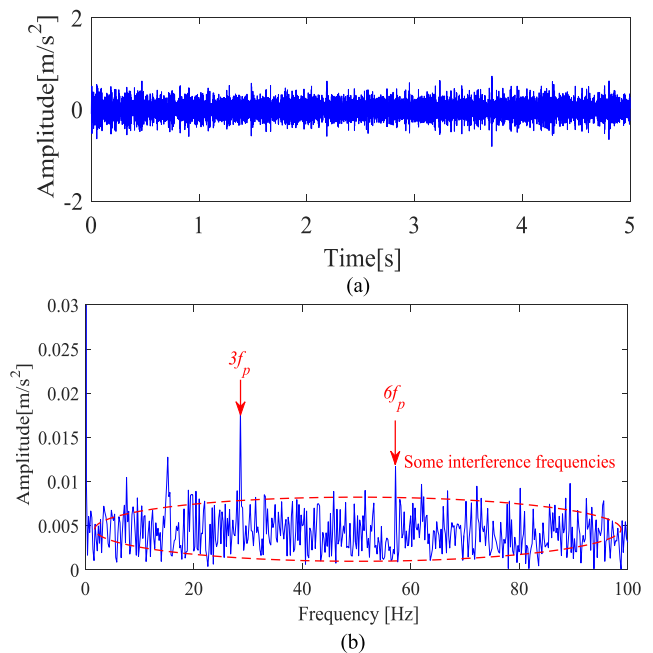 2
0
-2
Amplitude[m/s²]
0 1 2 3 4 5
Time[s]
(a)
0.03
0.025
0.02
0.015
0.01
0.005
0
Amplitude[m/s²]
3fₚ
6fₚ
Some interference frequencies
0 20 40 60 80 100
Frequency [Hz]
(b)